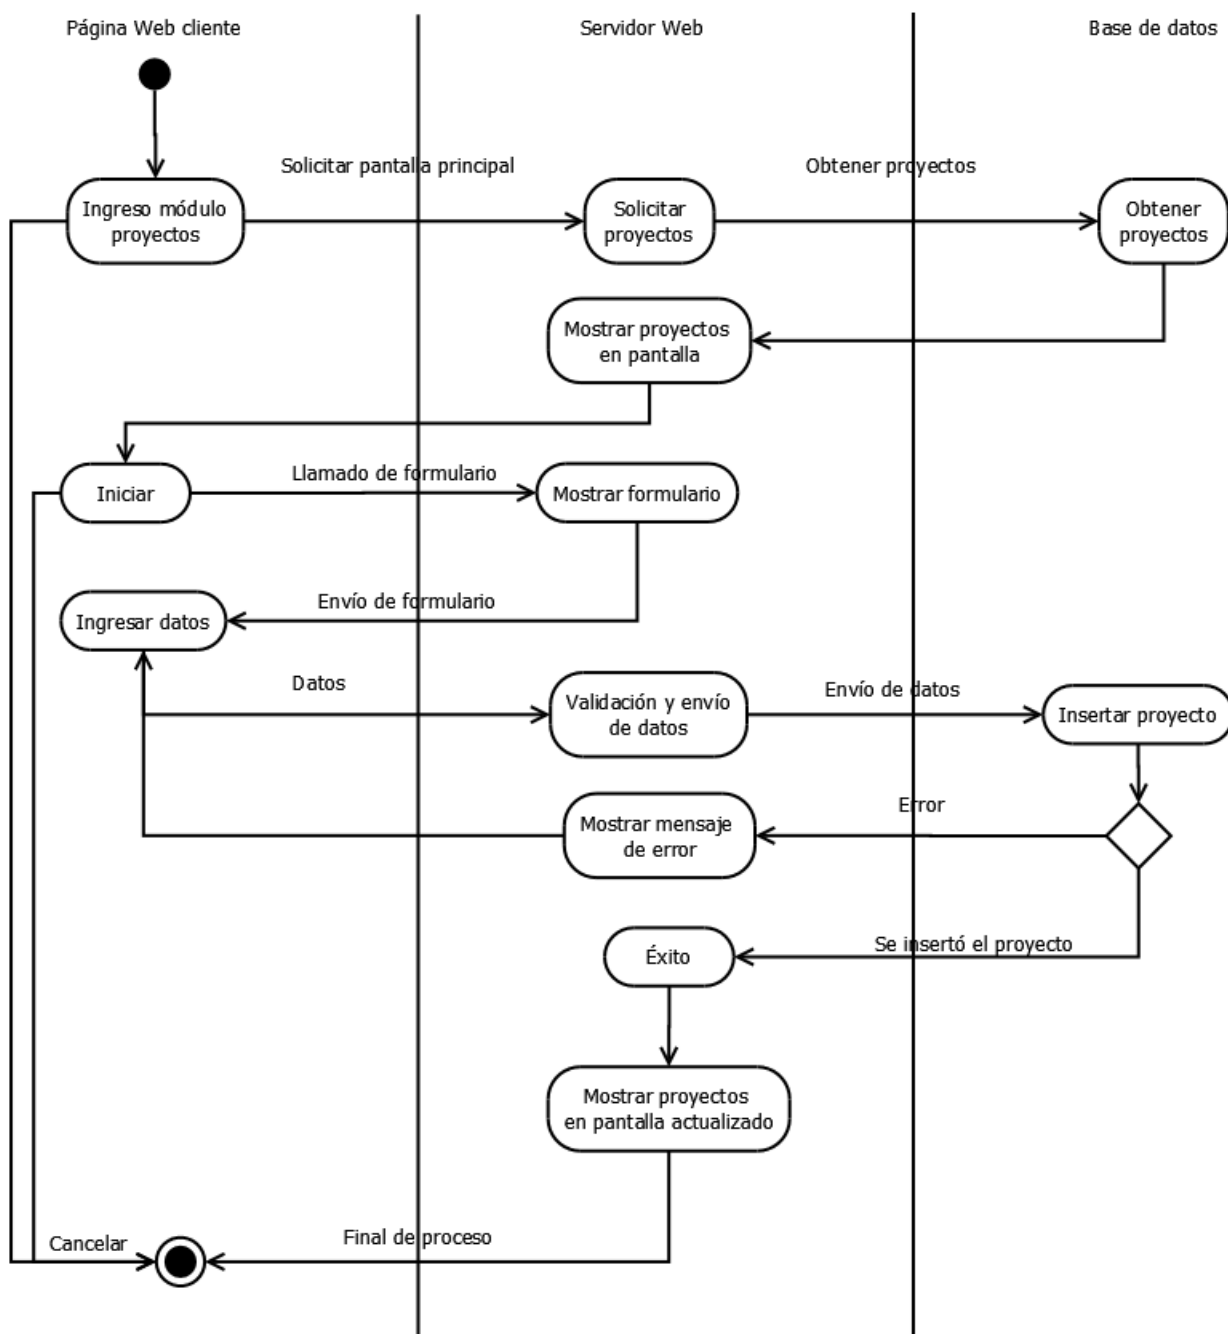 Página Web cliente
Servidor Web
Base de datos
Solicitar pantalla principal
Obtener proyectos
Ingreso módulo
proyectos
Solicitar
proyectos
Obtener
proyectos
Mostrar proyectos
en pantalla
Iniciar
Llamado de formulario
Mostrar formulario
Envío de formulario
Ingresar datos
Datos
Validación y envío
de datos
Envío de datos
Insertar proyecto
Error
Mostrar mensaje
de error
Se insertó el proyecto
Éxito
Mostrar proyectos
en pantalla actualizado
Cancelar
Final de proceso